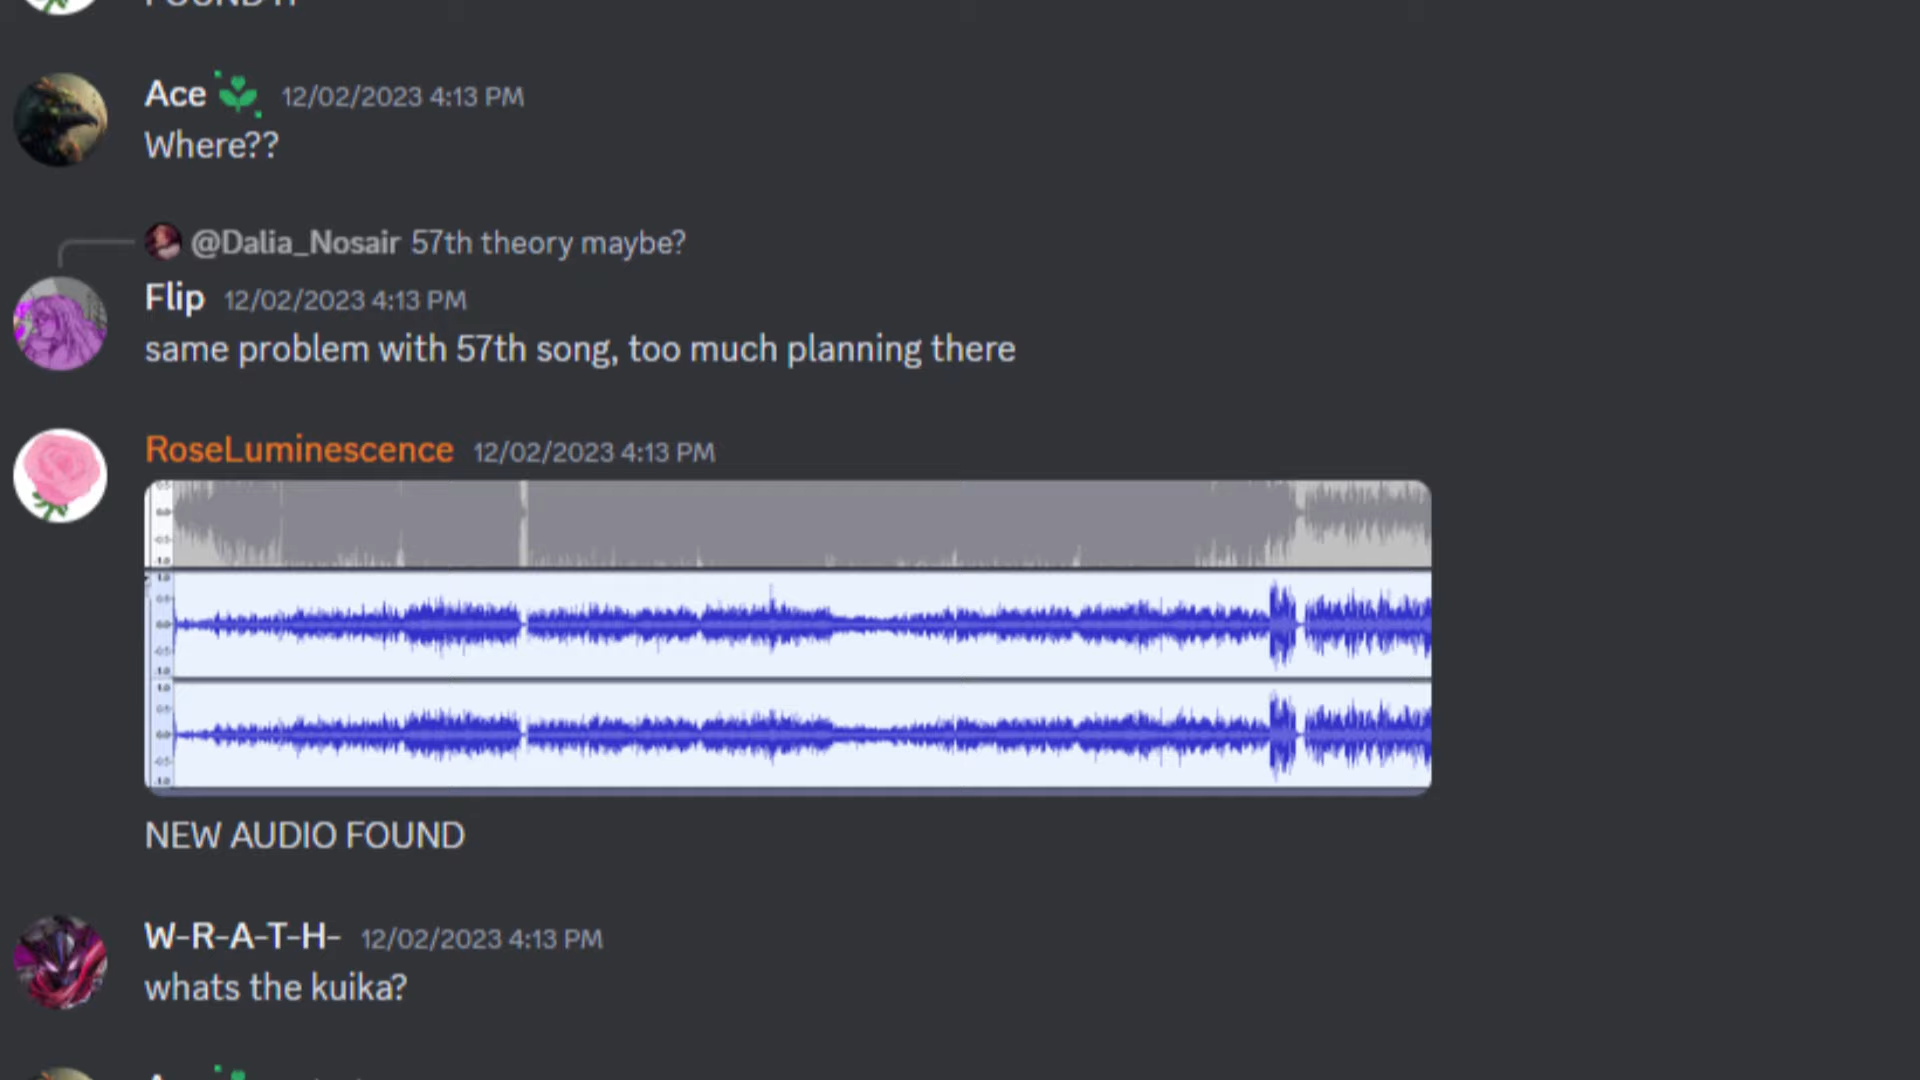 Ace 12/02/2023 4:13 PM
Where??
@Dalia_Nosair 57th theory maybe?
Flip 12/02/2023 4:13 PM
same problem with 57th song, too much planning there
RoseLuminescence 12/02/2023 4:13 PM
NEW AUDIO FOUND
W-R-A-T-H- 12/02/2023 4:13 PM
whats the kuika?